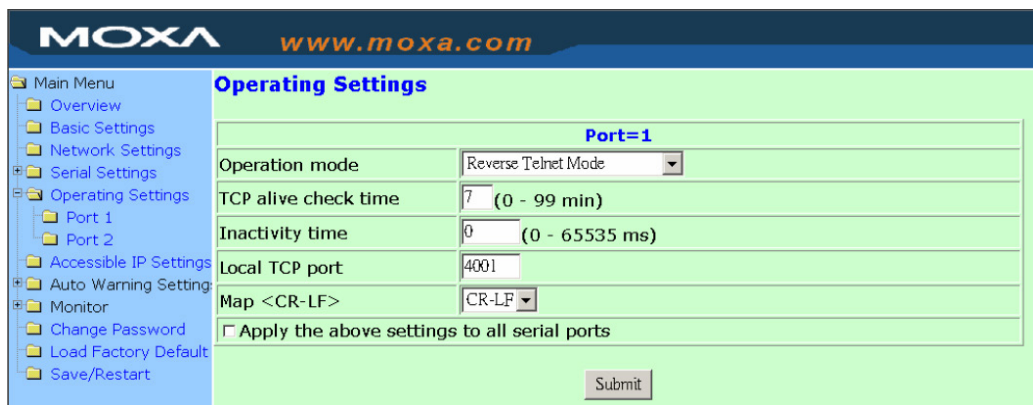 MOXA www.moxa.com
Main Menu
Overview
Basic Settings
Network Settings
Serial Settings
Operating Settings
Port 1
Port 2
Accessible IP Settings
Auto Warning Setting
Monitor
Change Password
Load Factory Default
Save/Restart
Operating Settings
Port=1
Operation mode Reverse Telnet Mode
TCP alive check time 7 (0 - 99 min)
Inactivity time 0 (0 - 65535 ms)
Local TCP port 4001
Map <CR-LF> CR-LF
Apply the above settings to all serial ports
Submit